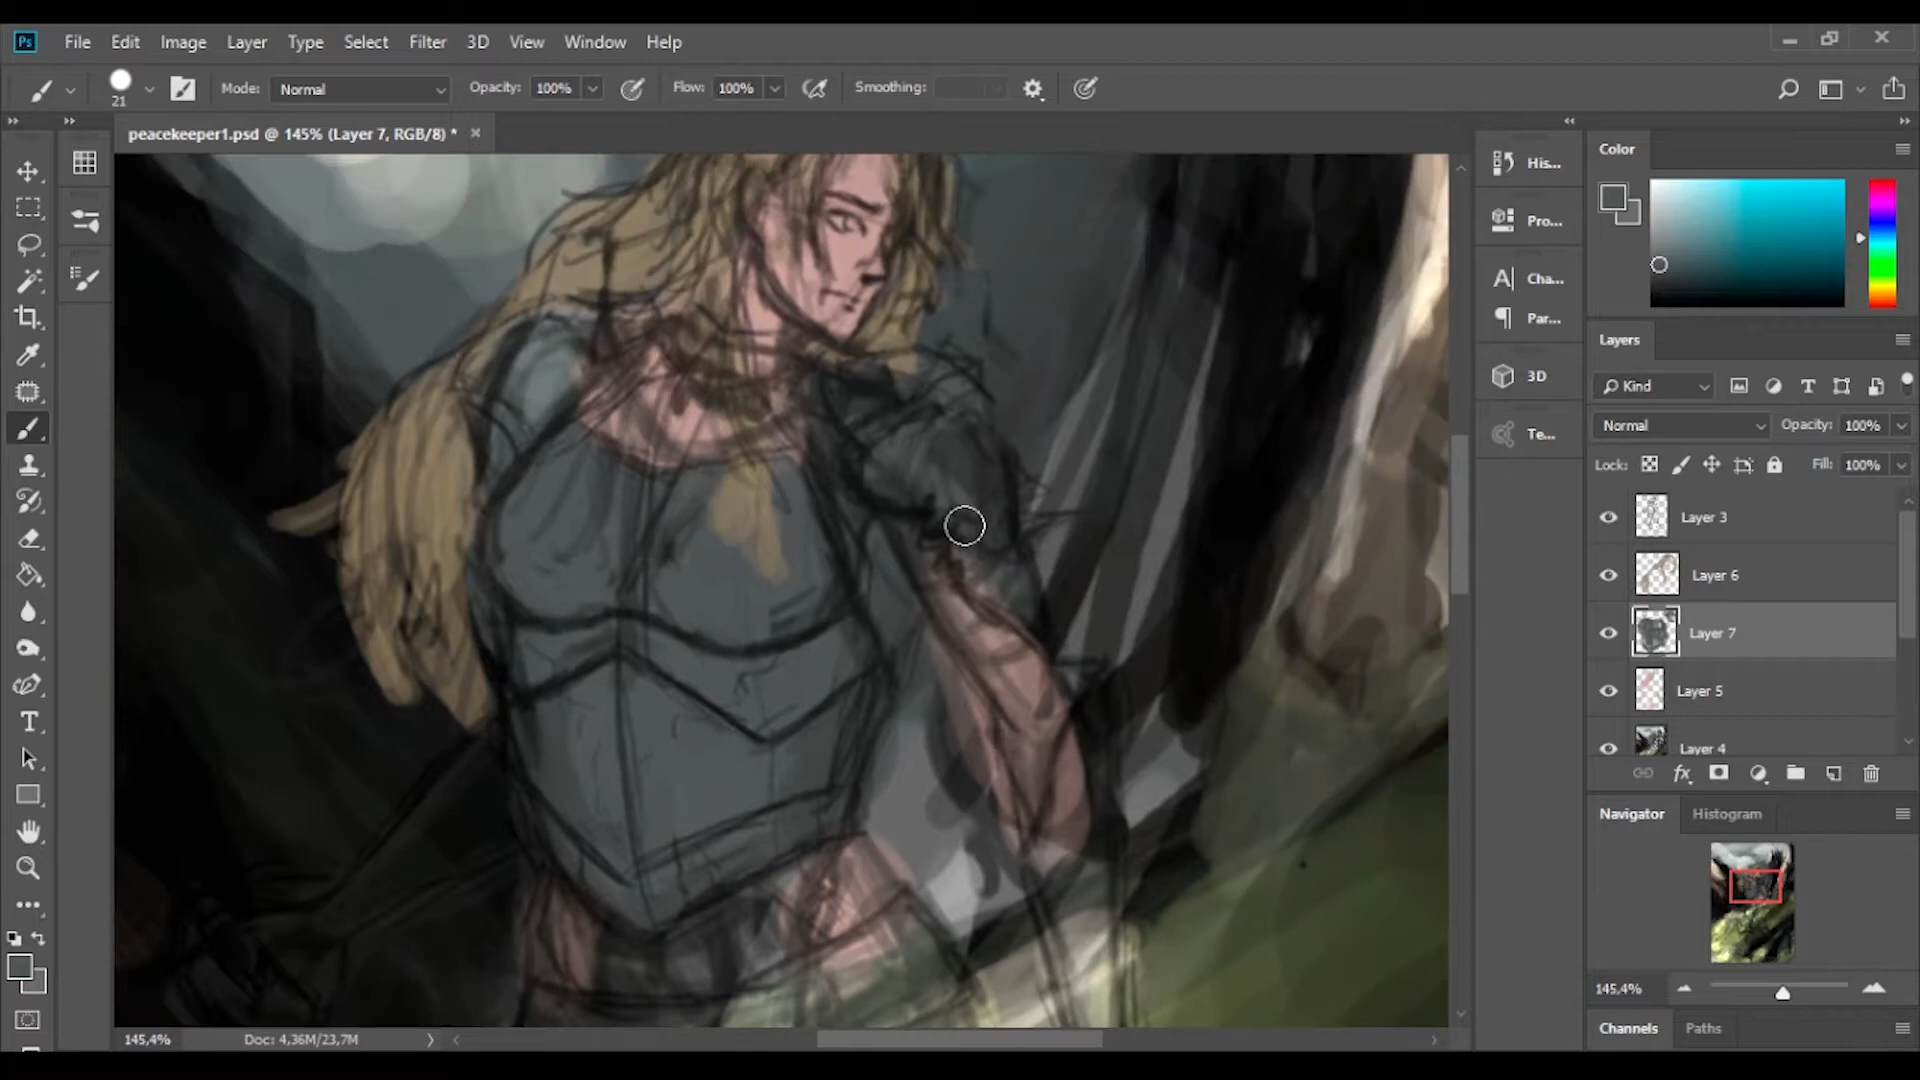 Ps File Edit Image Layer Type Select Filter 3D View Window Help
21 Mode: Normal Opacity: 100% Flow: 100% Smoothing:
peacekeeper1.psd @ 145% (Layer 7, RGB/8) *
His...
Pro...
Cha...
Par...
3D
Te...
Color
Layers
Kind
Normal Opacity: 100%
Lock: Fill: 100%
Layer 3
Layer 6
Layer 7
Layer 5
Layer 4
Navigator Histogram
145,4%
Channels Paths
145,4% Doc: 4,36M/23,7M